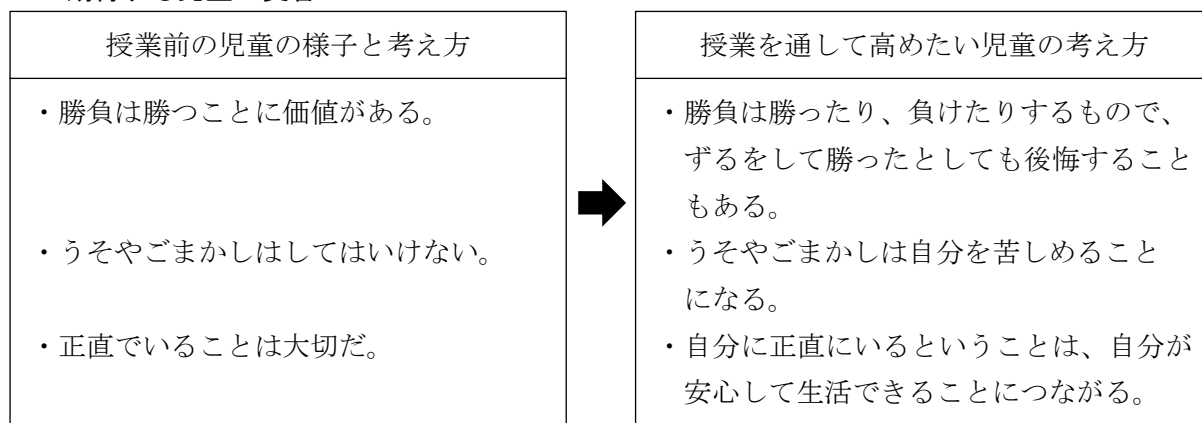 授業前の児童の様子と考え方
・勝負は勝つことに価値がある。
・うそやごまかしはしてはいけない。
・正直でいることは大切だ。
授業を通して高めたい児童の考え方
・勝負は勝ったり、負けたりするもので、
ずるをして勝ったとしても後悔すること
もある。
・うそやごまかしは自分を苦しめること
になる。
・自分に正直にいるということは、自分が
安心して生活できることにつながる。